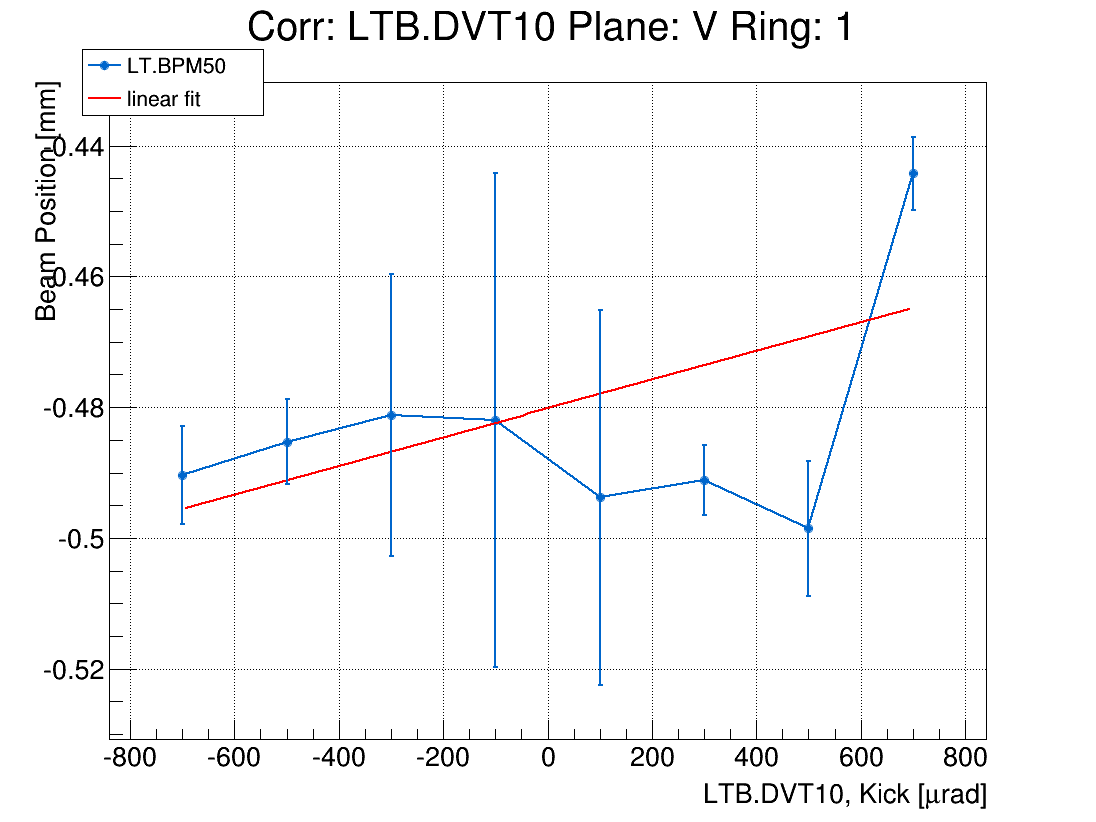 Corr: LTB.DVT10 Plane: V Ring: 1
LT.BPM50
linear fit
Beam Position [mm]
-0.44
-0.46
-0.48
-0.5
-0.52
-800 -600 -400 -200 0 200 400 600 800
LTB.DVT10, Kick [μrad]